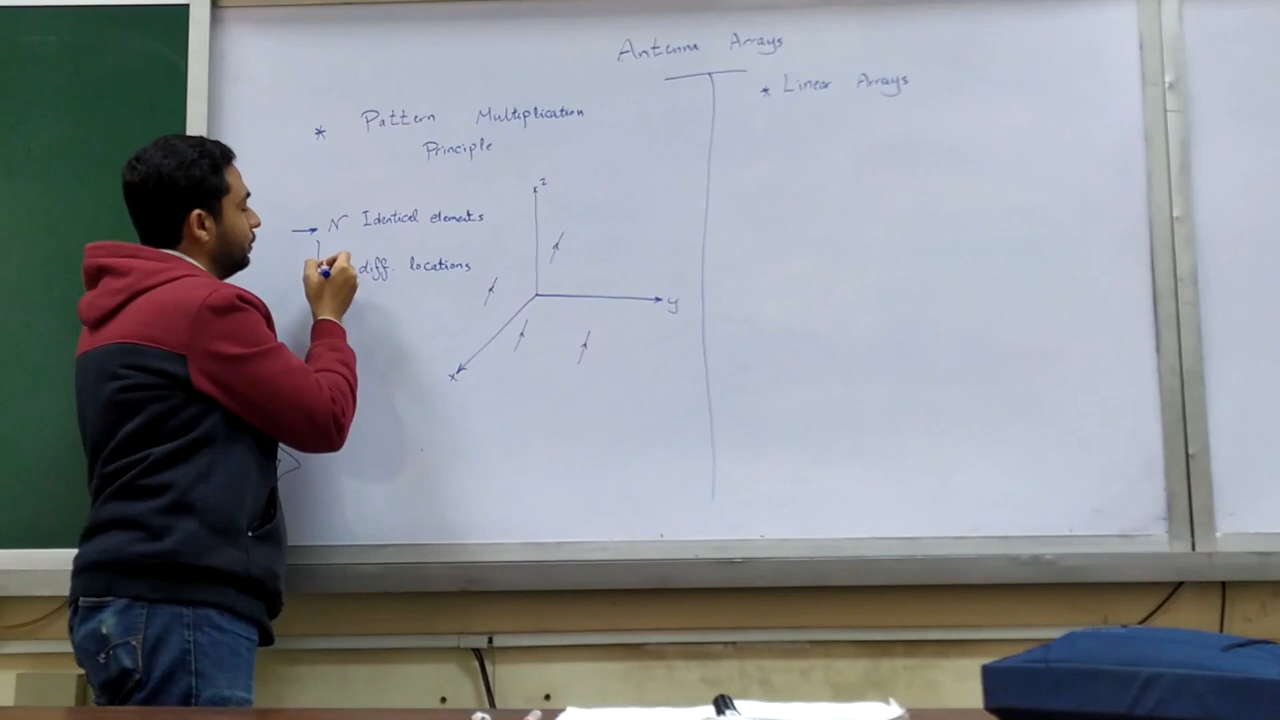 Antenna Arrays
* Pattern Multiplication
Principle
→ N Identical elements
diff. locations
z
y
x
* Linear Arrays